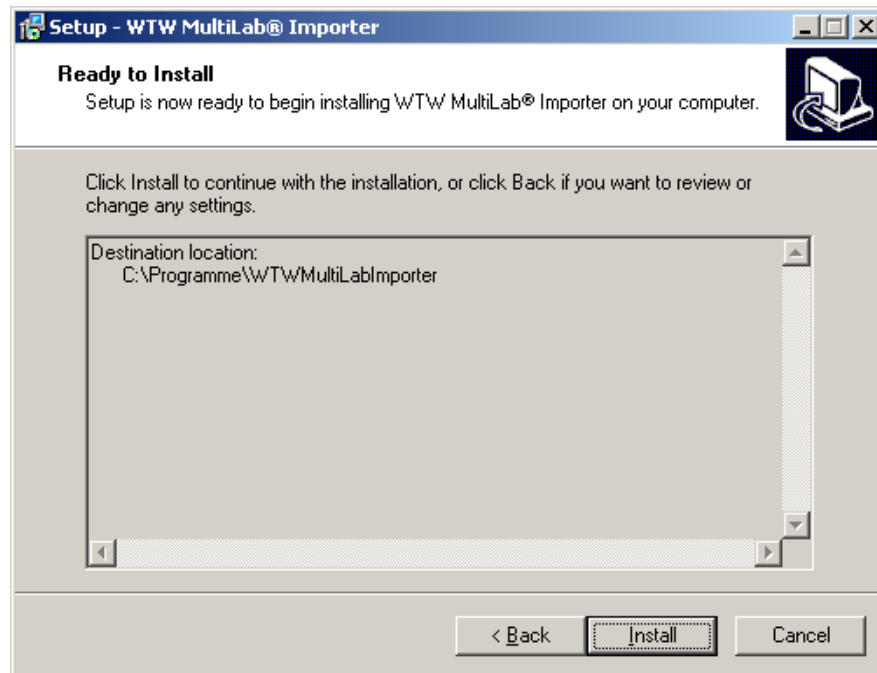 Setup - WTW MultiLab® Importer
Ready to Install
Setup is now ready to begin installing WTW MultiLab® Importer on your computer.
Click Install to continue with the installation, or click Back if you want to review or
change any settings.
Destination location:
C:\Programme\WTWMultiLabImporter
< Back
Install
Cancel